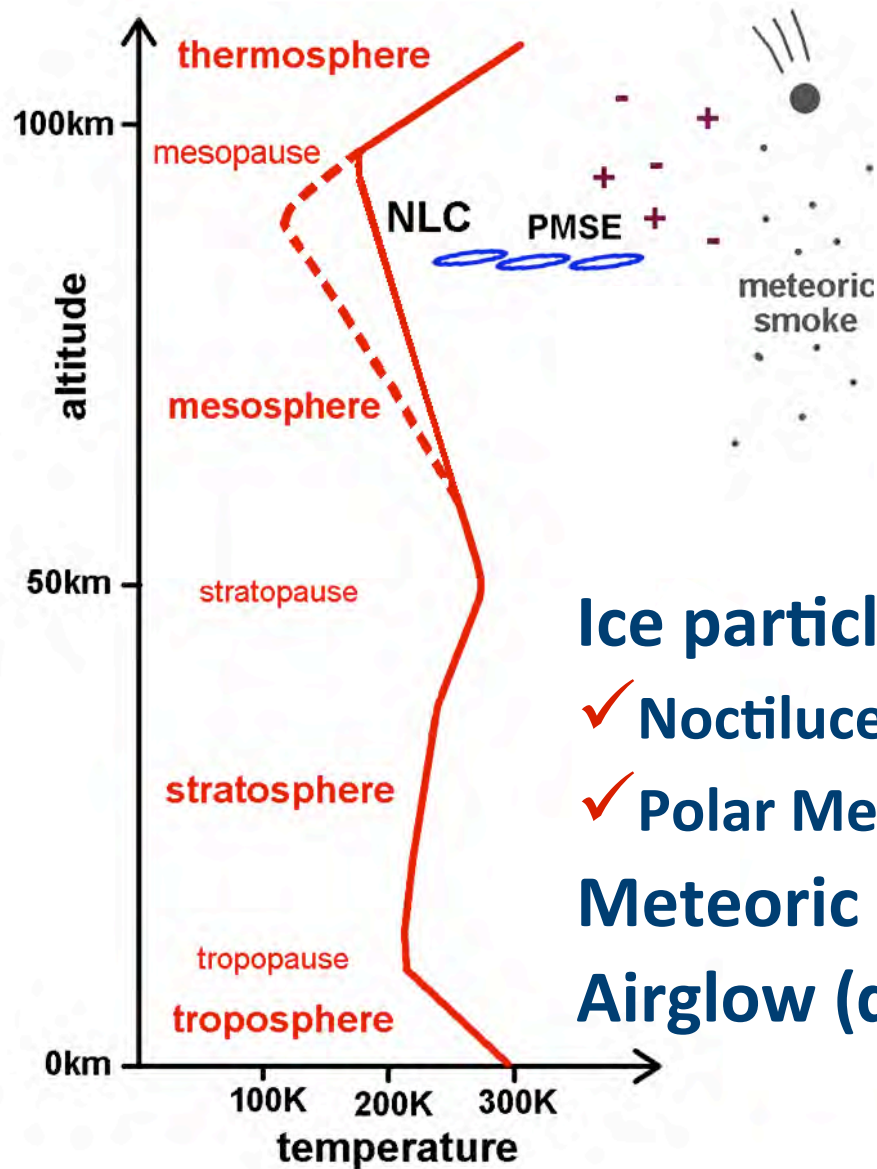 thermosphere
100km
mesopause
NLC
PMSE
- + - + + -
meteoric
smoke
altitude
mesosphere
50km
stratopause
stratosphere
tropopause
troposphere
0km
100K 200K 300K
temperature
Ice particl
✓ Noctiluce
✓ Polar Me
Meteoric
Airglow (